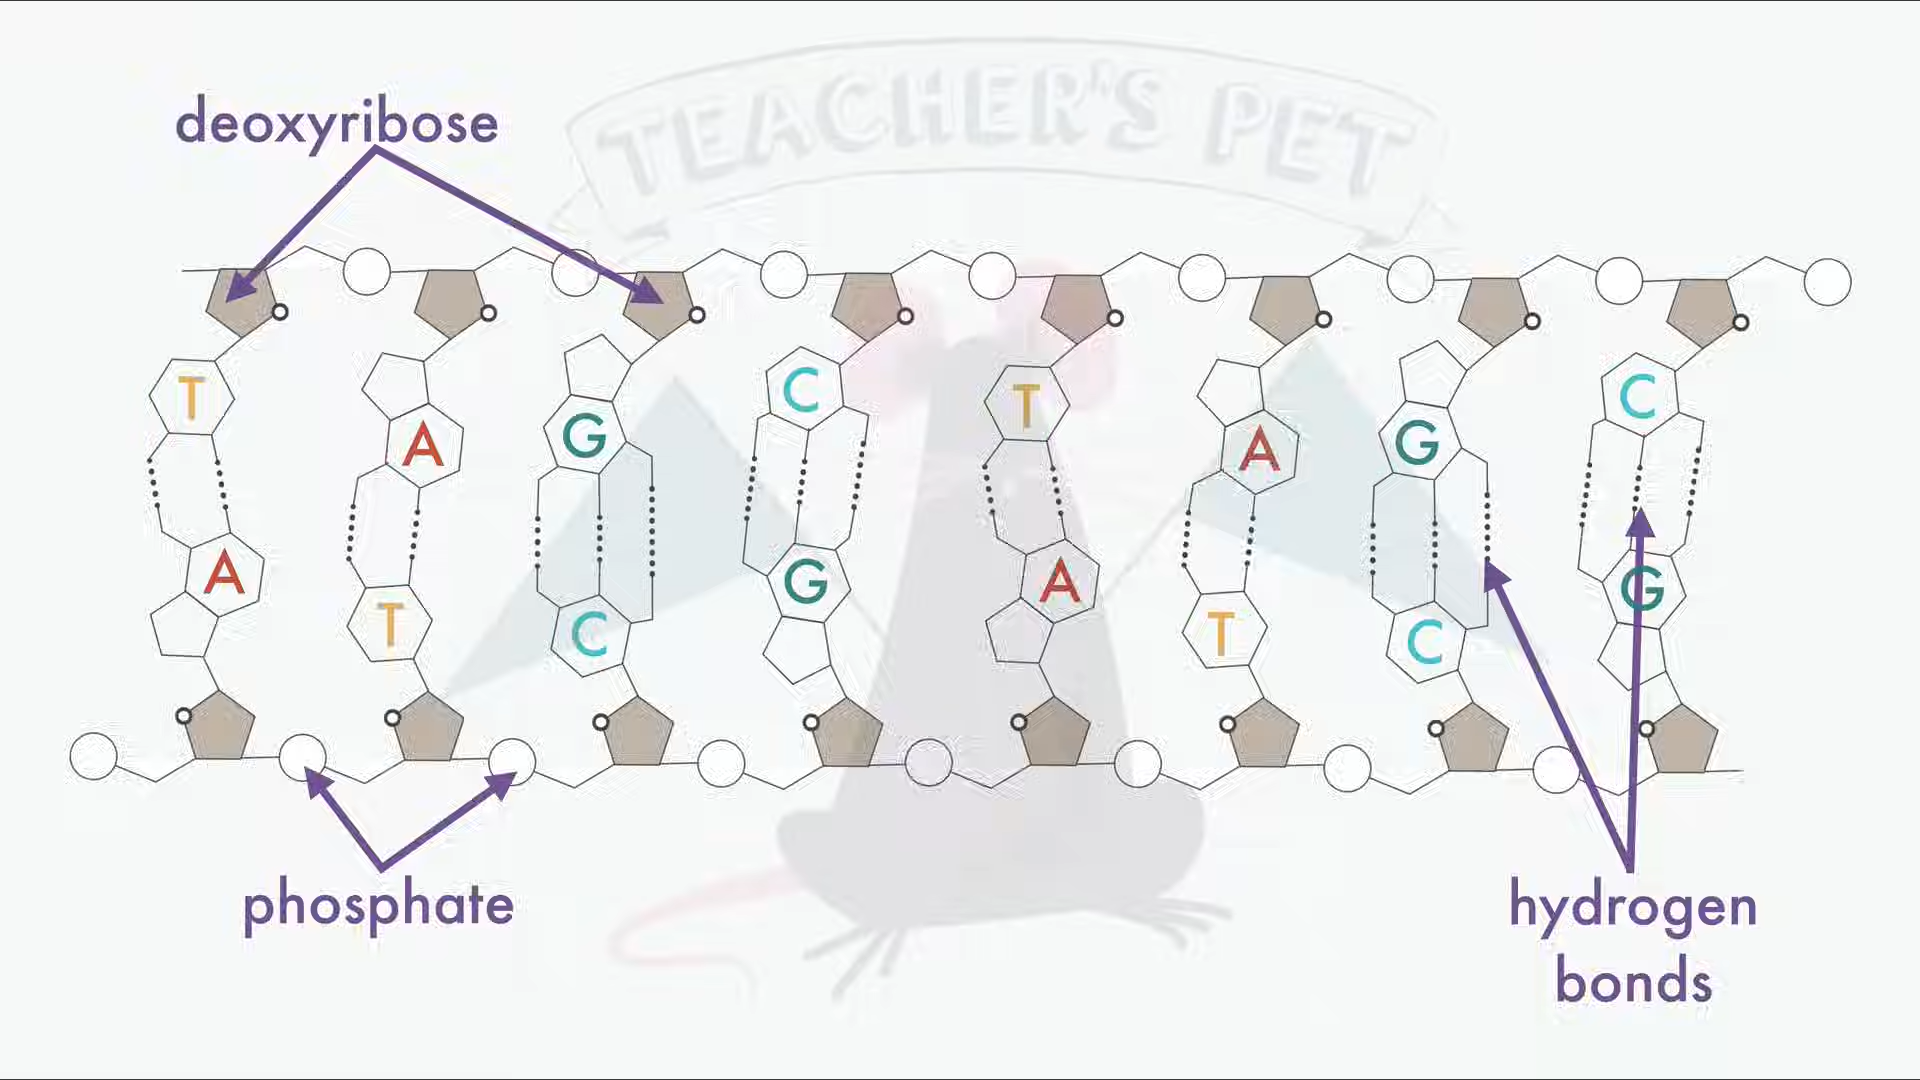 TEACHER'S PET
deoxyribose
T A G C T A G C
A T C G A T C G
phosphate
hydrogen
bonds